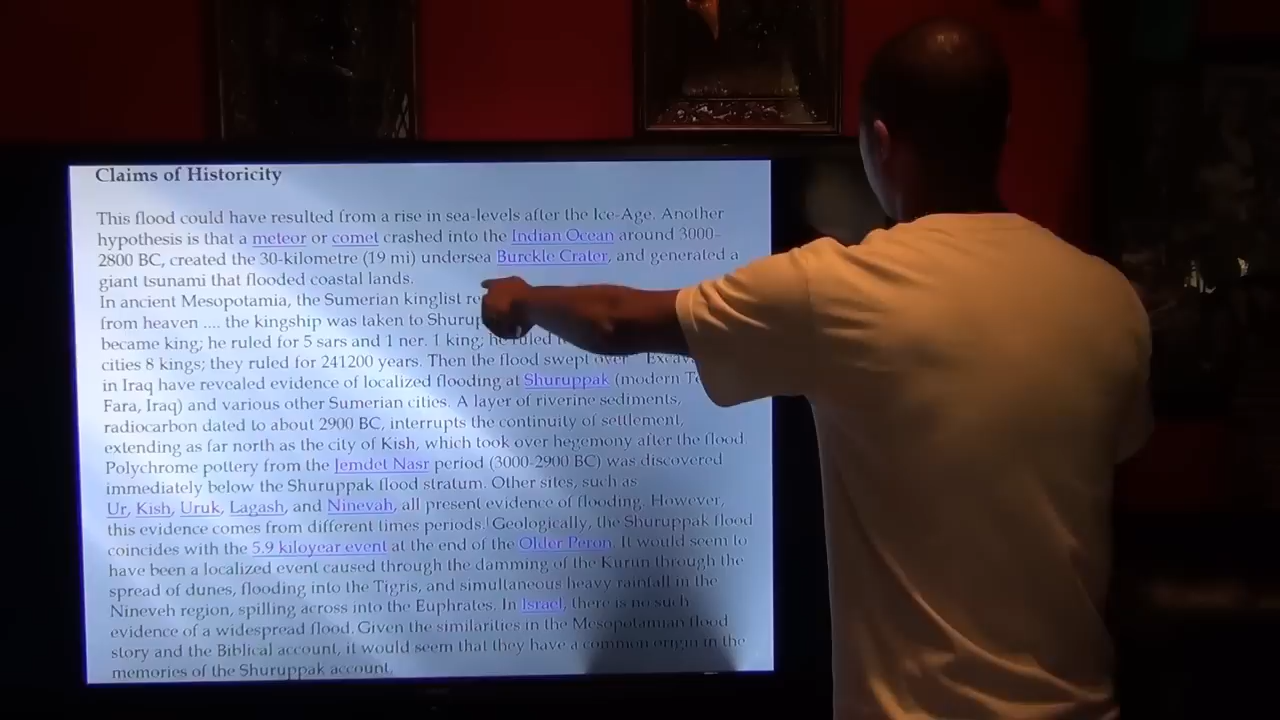 Claims of Historicity
This flood could have resulted from a rise in sea-levels after the Ice-Age. Another
hypothesis is that a meteor or comet crashed into the Indian Ocean around 3000-
2800 BC, created the 30-kilometre (19 mi) undersea Burckle Crater, and generated a
giant tsunami that flooded coastal lands.
In ancient Mesopotamia, the Sumerian kinglist
from heaven .... the kingship was taken to
became king; he ruled for 5 sars and 1 ner. 1 king; he ruled
cities 8 kings; they ruled for 241200 years. Then the flood swept over
in Iraq have revealed evidence of localized flooding at Shuruppak (modern
Fara, Iraq) and various other Sumerian cities. A layer of riverine sediments,
radiocarbon dated to about 2900 BC, interrupts the continuity of settlement,
extending as far north as the city of Kish, which took over hegemony after the flood.
Polychrome pottery from the Jemdet Nasr period (3000-2900 BC) was discovered
immediately below the Shuruppak flood stratum. Other sites, such as
Ur, Kish, Uruk, Lagash, and Ninevah, all present evidence of flooding. However,
this evidence comes from different times periods. Geologically, the Shuruppak flood
coincides with the 5.9 kiloyear event at the end of the Older Peron. It would seem to
have been a localized event caused through the damming of the Kurun through the
spread of dunes, flooding into the Tigris, and simultaneous heavy rainfall in the
Nineveh region, spilling across into the Euphrates. In Israel, there is no such
evidence of a widespread flood. Given the similarities in the Mesopotamian flood
story and the Biblical account, it would seem that they have a common origin in the
memories of the Shuruppak account.